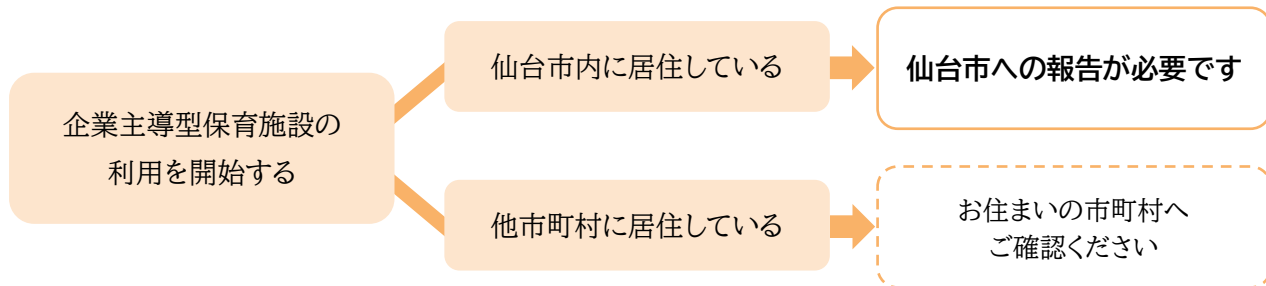 企業主導型保育施設の
利用を開始する
仙台市内に居住している
仙台市への報告が必要です
他市町村に居住している
お住まいの市町村へ
ご確認ください